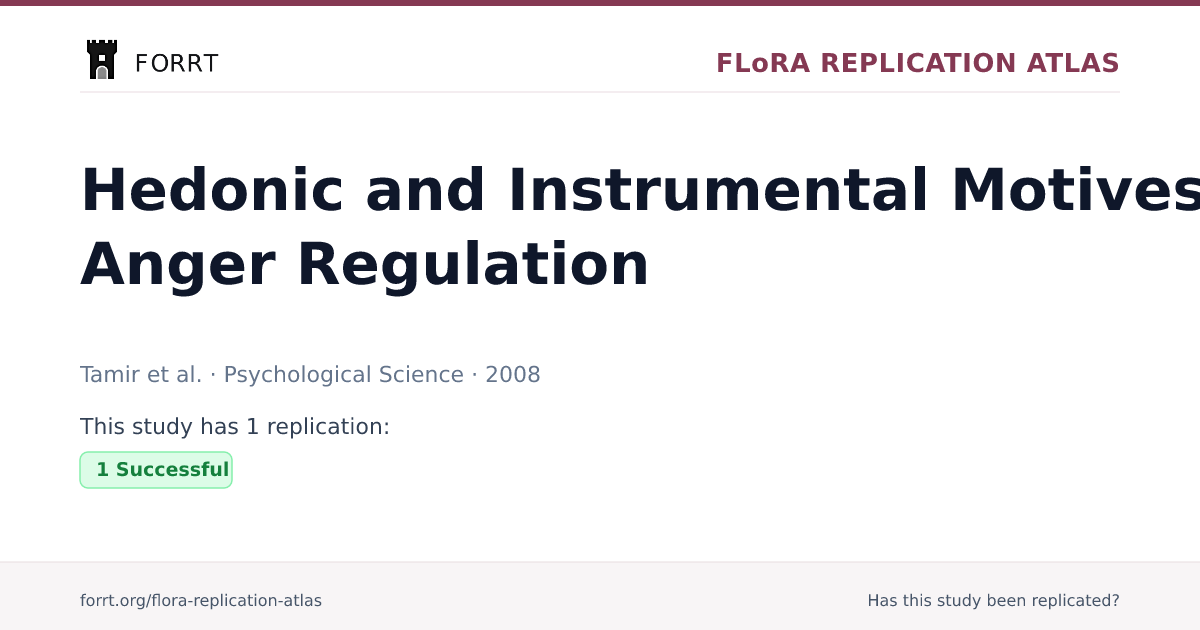 FORRT
FLoRA REPLICATION ATLAS
Hedonic and Instrumental Motives
Anger Regulation
Tamir et al. · Psychological Science · 2008
This study has 1 replication:
1 Successful
forrt.org/flora-replication-atlas
Has this study been replicated?